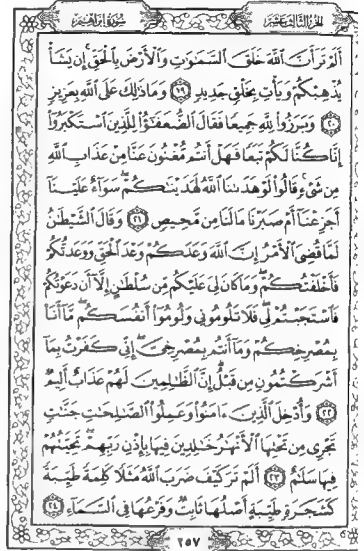 الجزء الثالث عشر
سورة إبراهيم
أَلَمْ تَرَ أَنَّ ٱللَّهَ خَلَقَ ٱلسَّمَٰوَٰتِ وَٱلْأَرْضَ بِٱلْحَقِّ إِن يَشَأْ
يُذْهِبْكُمْ وَيَأْتِ بِخَلْقٍ جَدِيدٍ ١٩ وَمَا ذَٰلِكَ عَلَى ٱللَّهِ بِعَزِيزٍ
٢٠ وَبَرَزُوا۟ لِلَّهِ جَمِيعًا فَقَالَ ٱلضُّعَفَٰٓؤُا۟ لِلَّذِينَ ٱسْتَكْبَرُوٓا۟
إِنَّا كُنَّا لَكُمْ تَبَعًا فَهَلْ أَنتُم مُّغْنُونَ عَنَّا مِنْ عَذَابِ ٱللَّهِ
مِن شَىْءٍ قَالُوا۟ لَوْ هَدَىٰنَا ٱللَّهُ لَهَدَيْنَٰكُمْ سَوَآءٌ عَلَيْنَآ
أَجَزِعْنَآ أَمْ صَبَرْنَا مَا لَنَا مِن مَّحِيصٍ ٢١ وَقَالَ ٱلشَّيْطَٰنُ
لَمَّا قُضِىَ ٱلْأَمْرُ إِنَّ ٱللَّهَ وَعَدَكُمْ وَعْدَ ٱلْحَقِّ وَوَعَدتُّكُمْ
فَأَخْلَفْتُكُمْ وَمَا كَانَ لِىَ عَلَيْكُم مِّن سُلْطَٰنٍ إِلَّآ أَن دَعَوْتُكُمْ
فَٱسْتَجَبْتُمْ لِى فَلَا تَلُومُونِى وَلُومُوٓا۟ أَنفُسَكُم مَّآ أَنَا۠
بِمُصْرِخِكُمْ وَمَآ أَنتُم بِمُصْرِخِىَّ إِنِّى كَفَرْتُ بِمَآ
أَشْرَكْتُمُونِ مِن قَبْلُ إِنَّ ٱلظَّٰلِمِينَ لَهُمْ عَذَابٌ أَلِيمٌ
٢٢ وَأُدْخِلَ ٱلَّذِينَ ءَامَنُوا۟ وَعَمِلُوا۟ ٱلصَّٰلِحَٰتِ جَنَّٰتٍ
تَجْرِى مِن تَحْتِهَا ٱلْأَنْهَٰرُ خَٰلِدِينَ فِيهَا بِإِذْنِ رَبِّهِمْ تَحِيَّتُهُمْ
فِيهَا سَلَٰمٌ ٢٣ أَلَمْ تَرَ كَيْفَ ضَرَبَ ٱللَّهُ مَثَلًا كَلِمَةً طَيِّبَةً
كَشَجَرَةٍ طَيِّبَةٍ أَصْلُهَا ثَابِتٌ وَفَرْعُهَا فِى ٱلسَّمَآءِ ٢٤
٢٥٧